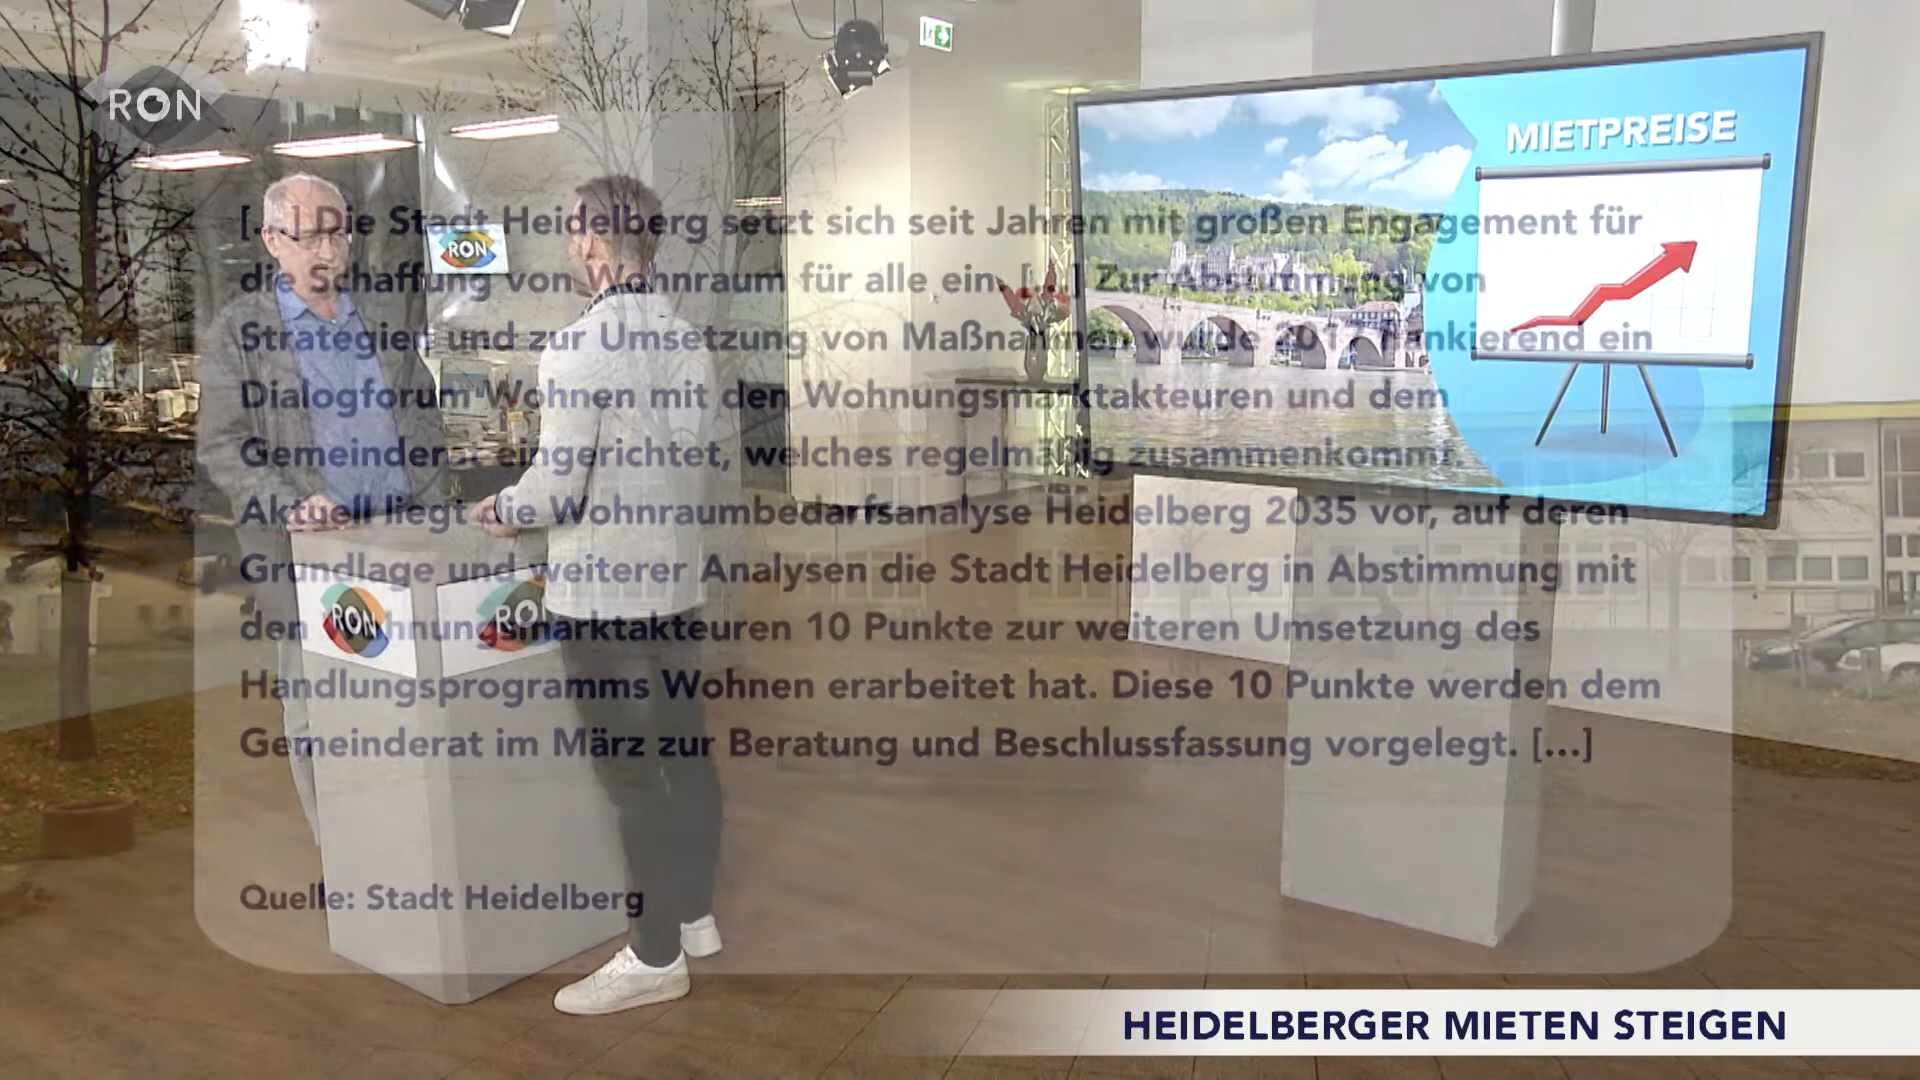 RON
MIETPREISE
[...] Die Stadt Heidelberg setzt sich seit Jahren mit großen Engagement für
RON
die Schaffung von Wohnraum für alle ein. [...] Zur Abstimmung von
Strategien und zur Umsetzung von Maßnahmen wurde flankierend ein
Dialogforum Wohnen mit den Wohnungsmarktakteuren und dem
Gemeinderat eingerichtet, welches regelmäßig zusammenkommt.
Aktuell liegt die Wohnraumbedarfsanalyse Heidelberg 2035 vor, auf deren
Grundlage und weiterer Analysen die Stadt Heidelberg in Abstimmung mit
den Wohnungsmarktakteuren 10 Punkte zur weiteren Umsetzung des
RON
RON
Handlungsprogramms Wohnen erarbeitet hat. Diese 10 Punkte werden dem
Gemeinderat im März zur Beratung und Beschlussfassung vorgelegt. [...]
Quelle: Stadt Heidelberg
HEIDELBERGER MIETEN STEIGEN